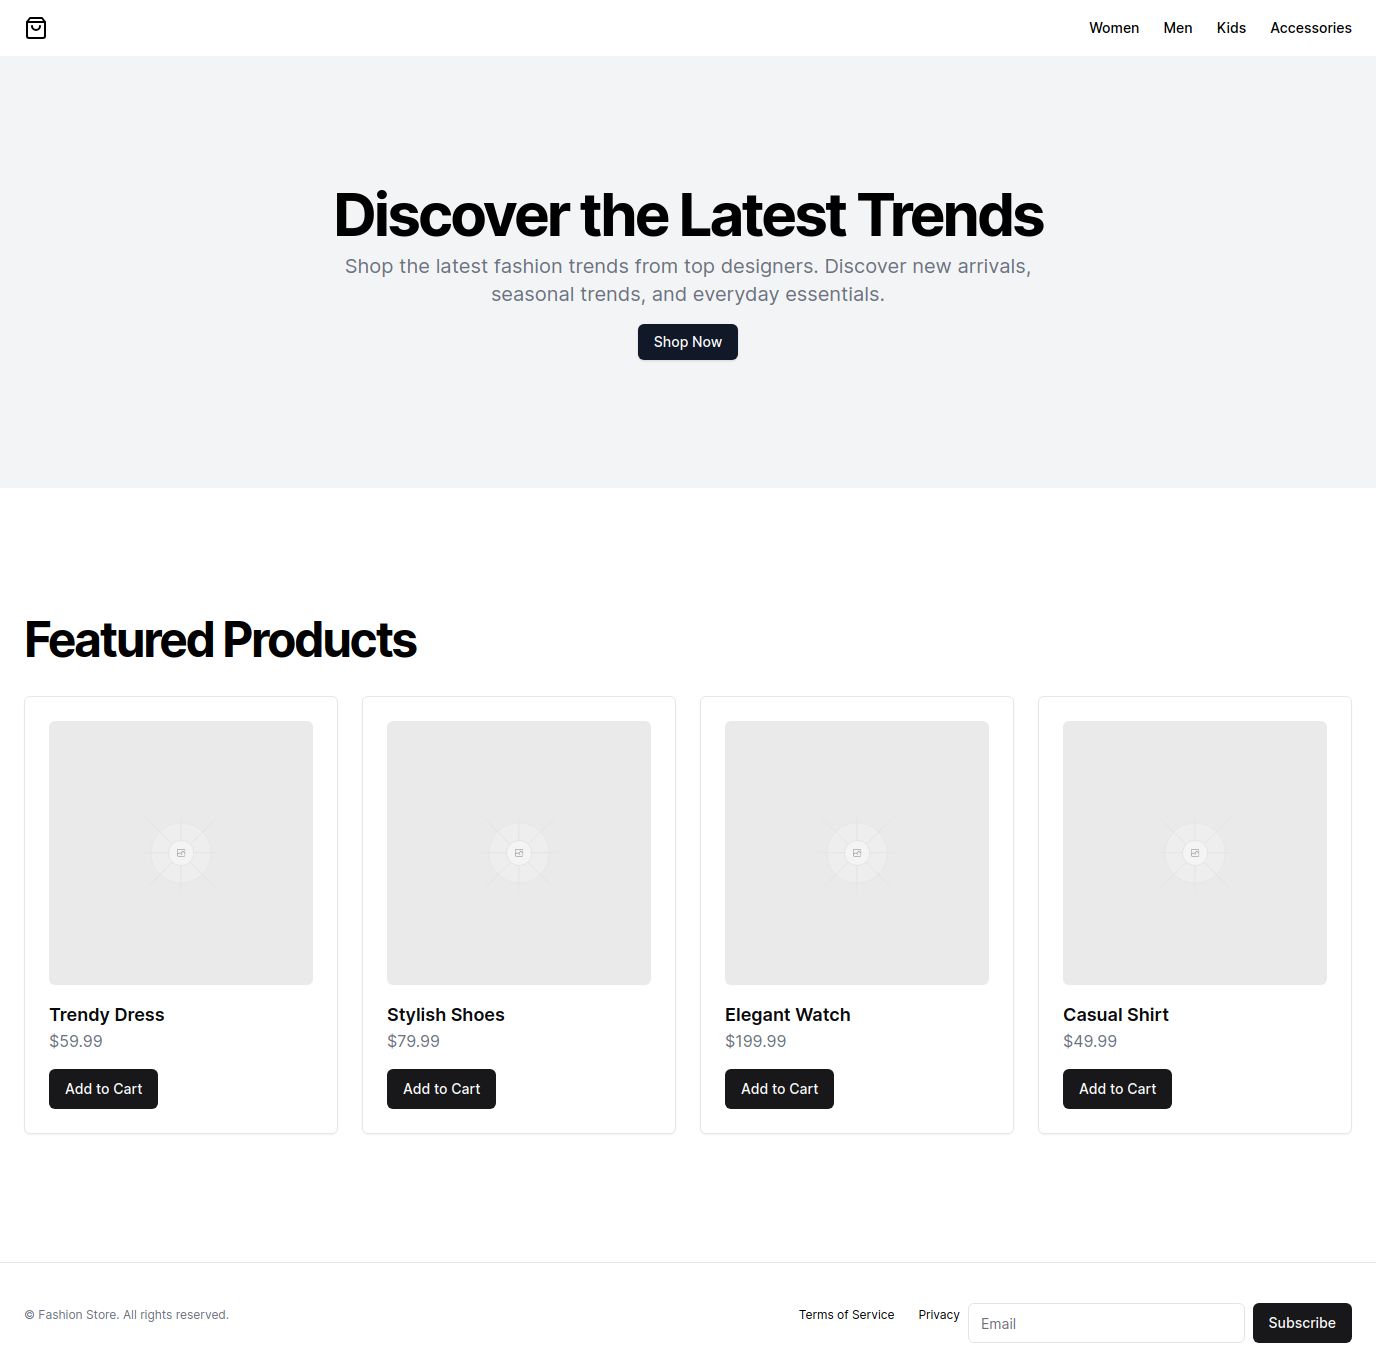 Women Men Kids Accessories
Discover the Latest Trends
Shop the latest fashion trends from top designers. Discover new arrivals,
seasonal trends, and everyday essentials.
Shop Now
Featured Products
Trendy Dress
$59.99
Add to Cart
Stylish Shoes
$79.99
Add to Cart
Elegant Watch
$199.99
Add to Cart
Casual Shirt
$49.99
Add to Cart
© Fashion Store. All rights reserved.
Terms of Service Privacy Email Subscribe